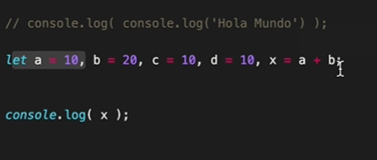 // console.log( console.log('Hola Mundo') );
let a = 10, b = 20, c = 10, d = 10, x = a + b;
console.log( x );